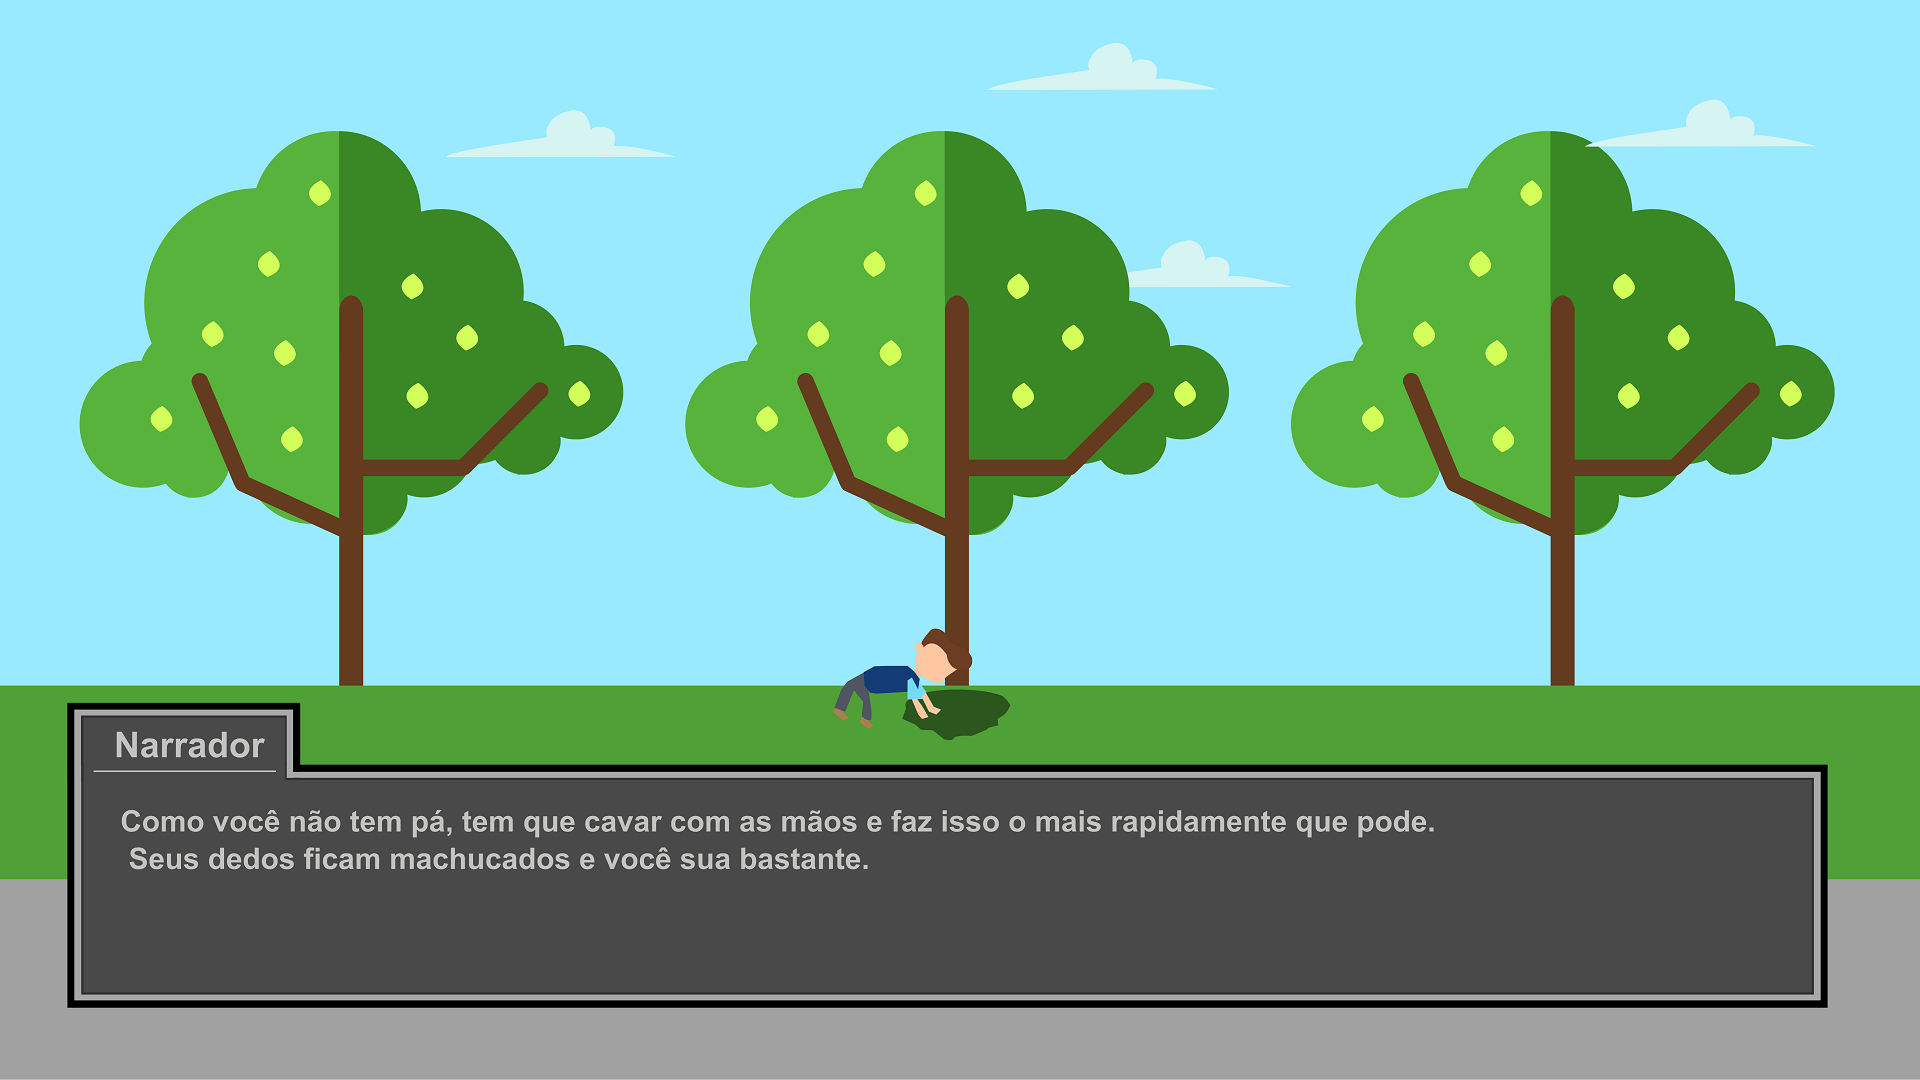 Narrador
Como você não tem pá, tem que cavar com as mãos e faz isso o mais rapidamente que pode.
Seus dedos ficam machucados e você sua bastante.